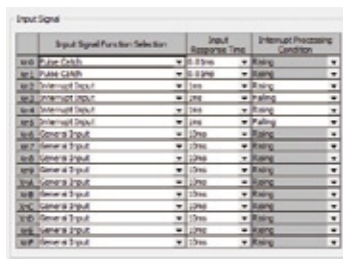 Input Signal
Input Signal Function Selection Input Response Time Interrupt Processing Condition
Pulse Catch 0.01ms Rising
Pulse Catch 0.01ms Rising
Interrupt Input 1ms Rising
Interrupt Input 1ms Falling
Interrupt Input 1ms Rising
Interrupt Input 1ms Falling
General Input 10ms Rising
General Input 10ms Rising
General Input 10ms Rising
General Input 10ms Rising
General Input 10ms Rising
General Input 10ms Rising
General Input 10ms Rising
General Input 10ms Rising
General Input 10ms Rising
General Input 10ms Rising